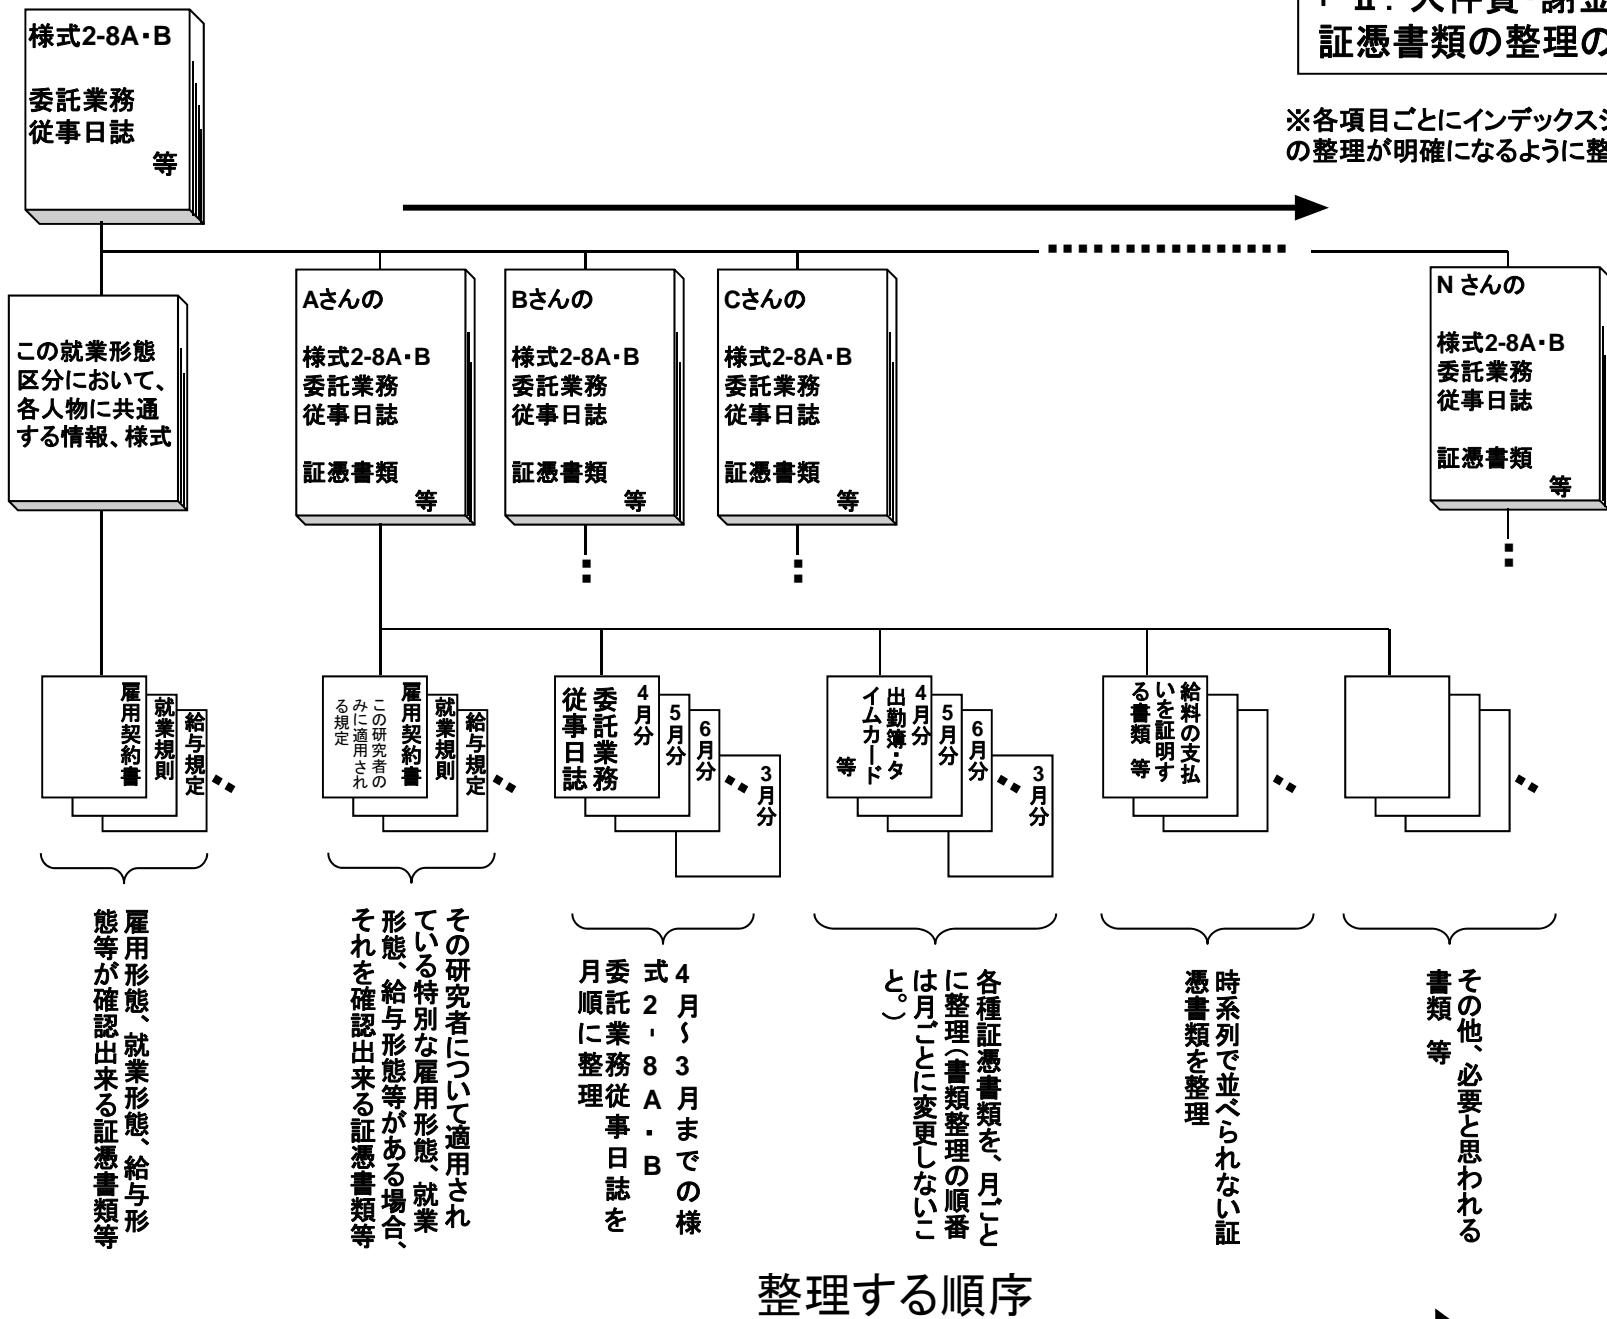 様式2-8A・B
委託業務
従事日誌
等
Ⅱ. 人件費・謝金
証憑書類の整理の
※各項目ごとにインデックス
の整理が明確になるように整
この就業形態
区分において、
各人物に共通
する情報、様式
Aさんの
様式2-8A・B
委託業務
従事日誌
証憑書類
等
Bさんの
様式2-8A・B
委託業務
従事日誌
証憑書類
等
Cさんの
様式2-8A・B
委託業務
従事日誌
証憑書類
等
N さんの
様式2-8A・B
委託業務
従事日誌
証憑書類
等
雇用契約書
就業規則
給与規定
雇用契約書
この研究者の
みに適用され
る規定
就業規則
給与規定
4月分
委託業務
従事日誌
5月分
6月分
3月分
4月分
出勤簿・タ
イムカード
等
5月分
6月分
3月分
給料の支払
いを証明す
る書類 等
雇用形態、就業形態、給与形
態等が確認出来る証憑書類等
その研究者について適用され
ている特別な雇用形態、就業
形態、給与形態等がある場合、
それを確認出来る証憑書類等
4月～3月までの様
式2-8A・B
委託業務従事日誌を
月順に整理
各種証憑書類を、月ごと
に整理（書類整理の順番
は月ごとに変更しないこ
と。）
時系列で並べられない証
憑書類を整理
その他、必要と思われる
書類 等
整理する順序